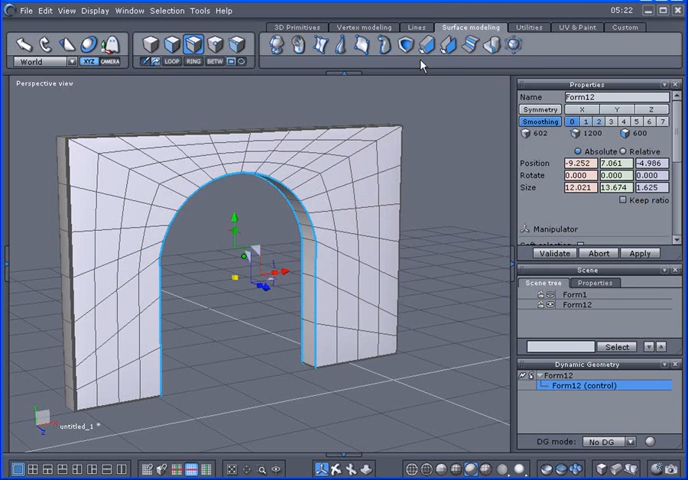 File Edit View Display Window Selection Tools Help
05:22
3D Primitives Vertex modeling Lines Surface modeling Utilities UV & Paint Custom
World XYZ CAMERA
LOOP RING BETW
Perspective view
Properties
Name Form12
Symmetry X Y Z
Smoothing 0 1 2 3 4 5 6 7
602 1200 600
Absolute Relative
Position -9.252 7.061 -4.986
Rotate 0.000 0.000 0.000
Size 12.021 13.674 1.625
Keep ratio
Manipulator
Soft selection
Validate Abort Apply
Scene
Scene tree Properties
Form1
Form12
Select
Dynamic Geometry
Form12
Form12 (control)
DG mode: No DG
untitled_1 *